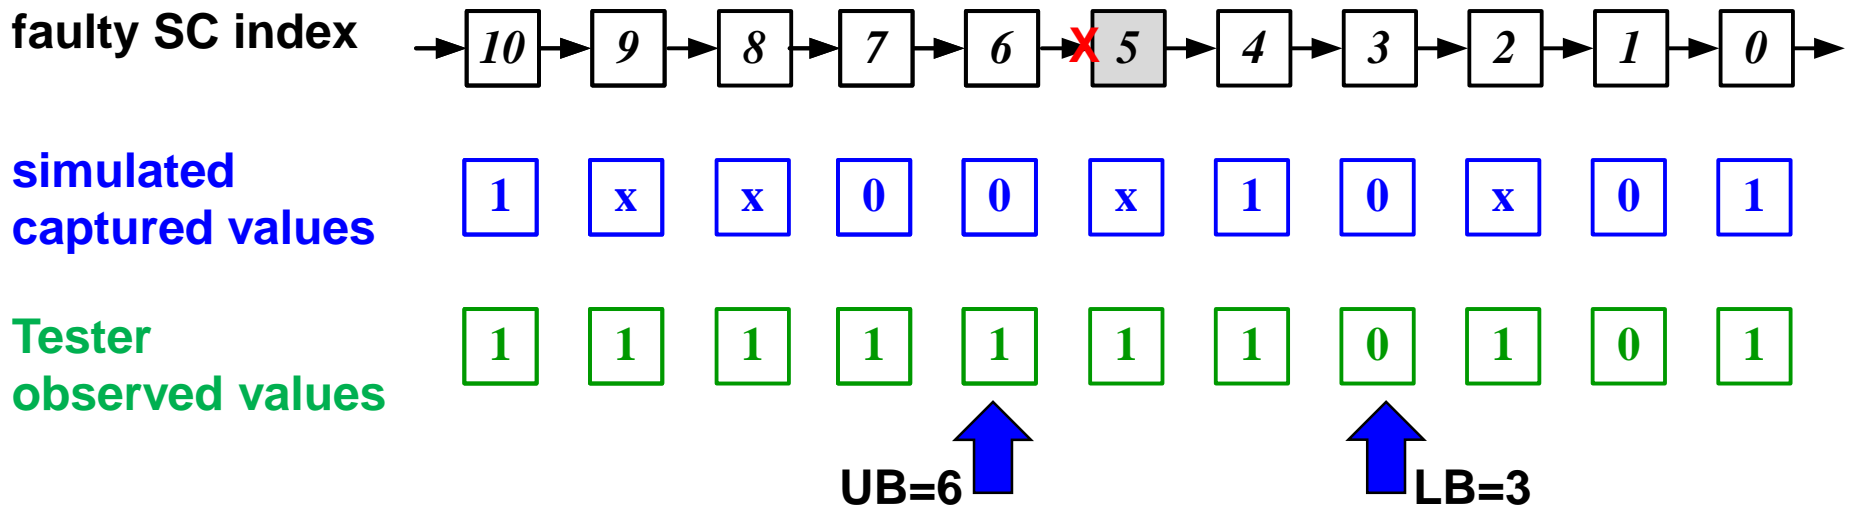 faulty SC index 10 9 8 7 6 X 5 4 3 2 1 0
simulated
captured values 1 x x 0 0 x 1 0 x 0 1
Tester
observed values 1 1 1 1 1 1 1 0 1 0 1
UB=6 LB=3